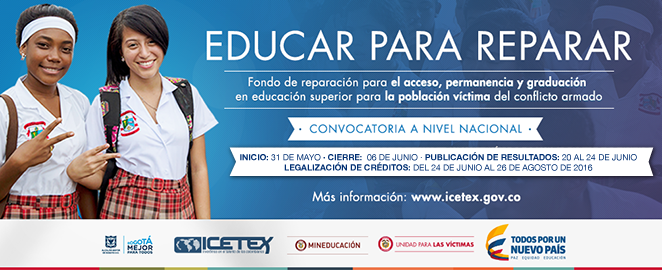 EDUCAR PARA REPARAR
Fondo de reparación para el acceso, permanencia y graduación
en educación superior para la población víctima del conflicto armado
· CONVOCATORIA A NIVEL NACIONAL ·
INICIO: 31 DE MAYO · CIERRE: 06 DE JUNIO · PUBLICACIÓN DE RESULTADOS: 20 AL 24 DE JUNIO
LEGALIZACIÓN DE CRÉDITOS: DEL 24 DE JUNIO AL 26 DE AGOSTO DE 2016
Más información: www.icetex.gov.co
BOGOTÁ
MEJOR
PARA TODOS
ICETEX
MINEDUCACIÓN
UNIDAD PARA LAS VÍCTIMAS
TODOS POR UN
NUEVO PAÍS
PAZ EQUIDAD EDUCACIÓN